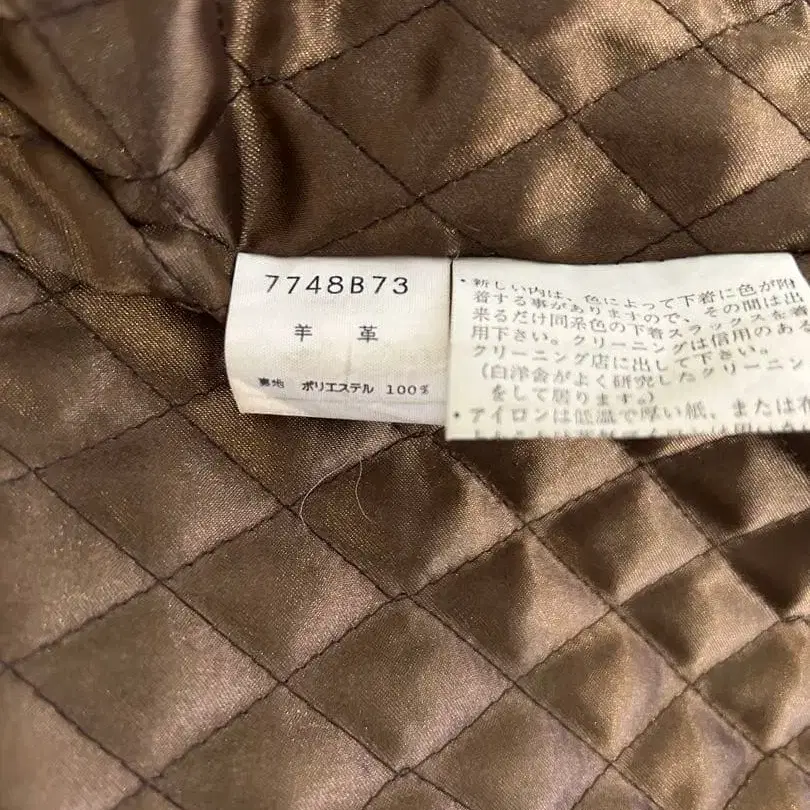 7748B73
羊 革
裏地 ポリエステル 100%
・新しい内は、色によって下着に色が附
着する事がありますので、その間は出
来るだけ同系色の下着スラックスを着
用下さい。クリーニングは信用のあ
クリーニング店に出して下さい。
(白洋舎がよく研究したクリーニン
をして居ります。)
・アイロンは低温で厚い紙、または布